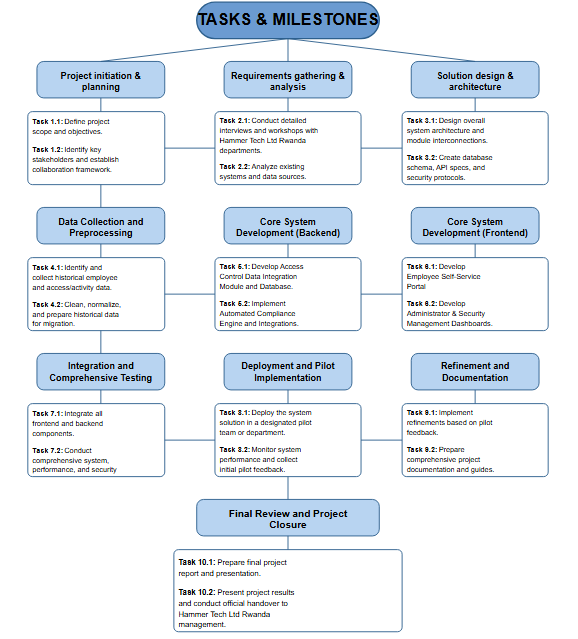 TASKS & MILESTONES
Project initiation &
planning
Task 1.1: Define project
scope and objectives.
Task 1.2: Identify key
stakeholders and establish
collaboration framework.
Requirements gathering &
analysis
Task 2.1: Conduct detailed
interviews and workshops with
Hammer Tech Ltd Rwanda
departments.
Task 2.2: Analyze existing
systems and data sources.
Solution design &
architecture
Task 3.1: Design overall
system architecture and
module interconnections.
Task 3.2: Create database
schema, API specs, and
security protocols.
Data Collection and
Preprocessing
Task 4.1: Identify and
collect historical employee
and access/activity data.
Task 4.2: Clean, normalize,
and prepare historical data
for migration.
Core System
Development (Backend)
Task 5.1: Develop Access
Control Data Integration
Module and Database.
Task 5.2: Implement
Automated Compliance
Engine and Integrations.
Core System
Development (Frontend)
Task 6.1: Develop
Employee Self-Service
Portal
Task 6.2: Develop
Administrator & Security
Management Dashboards.
Integration and
Comprehensive Testing
Task 7.1: Integrate all
frontend and backend
components.
Task 7.2: Conduct
comprehensive system,
performance, and security
Deployment and Pilot
Implementation
Task 8.1: Deploy the system
solution in a designated pilot
team or department.
Task 8.2: Monitor system
performance and collect
initial pilot feedback.
Refinement and
Documentation
Task 9.1: Implement
refinements based on pilot
feedback.
Task 9.2: Prepare
comprehensive project
documentation and guides.
Final Review and Project
Closure
Task 10.1: Prepare final project
report and presentation.
Task 10.2: Present project results
and conduct official handover to
Hammer Tech Ltd Rwanda
management.